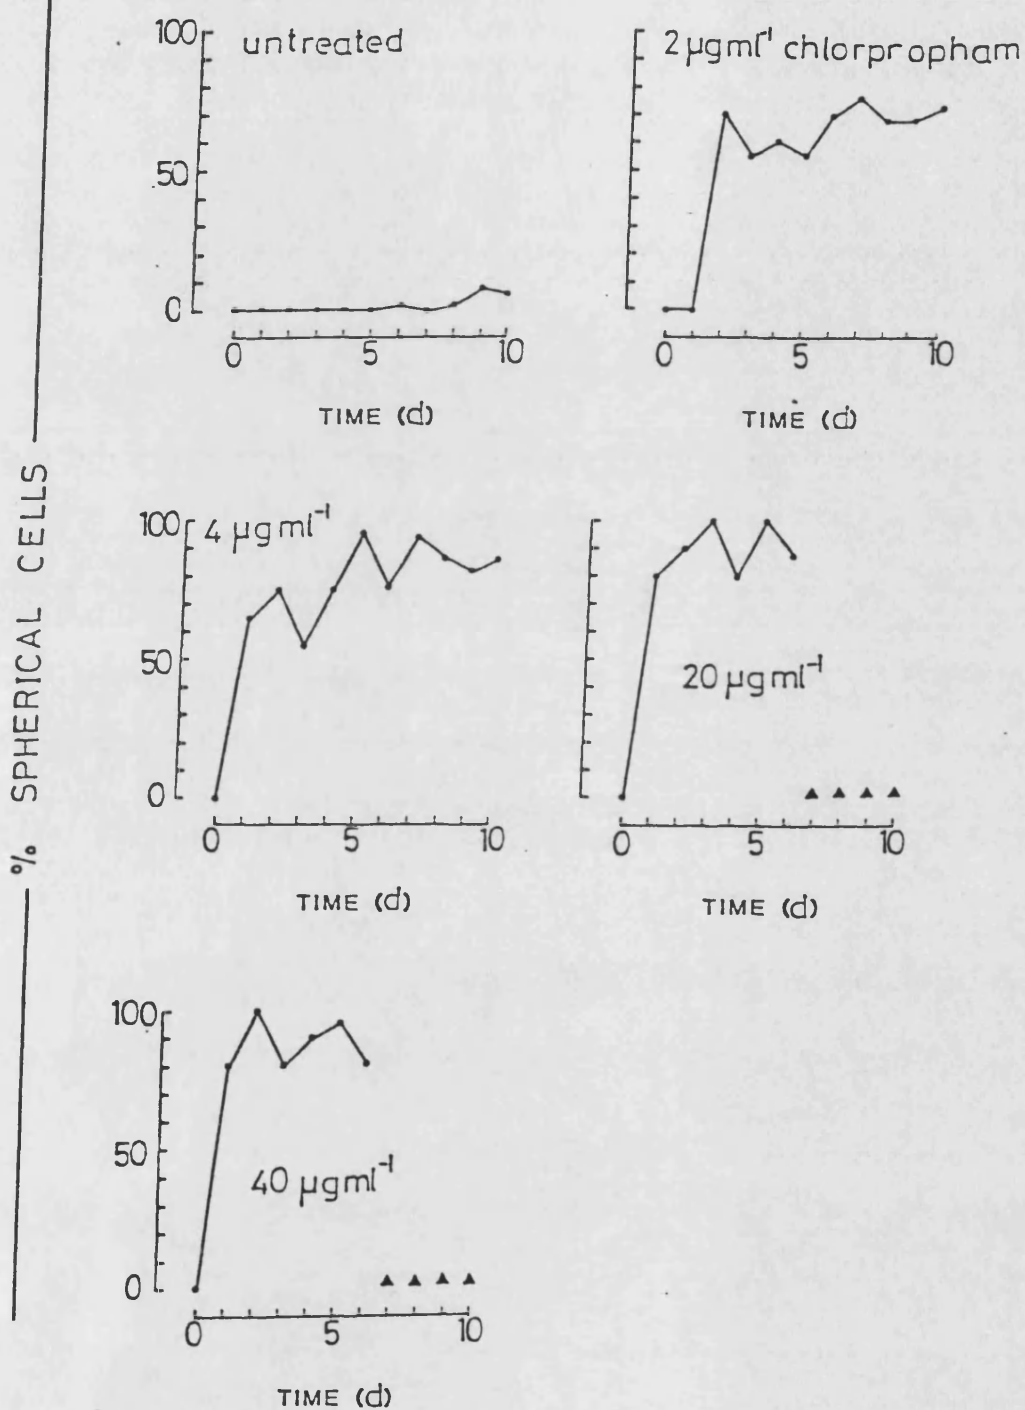 % SPHERICAL CELLS
untreated
100
50
0
0 5 10
TIME (d)
2 µgml⁻¹ chlorpropham
0 5 10
TIME (d)
4 µgml⁻¹
100
50
0
0 5 10
TIME (d)
20 µgml⁻¹
0 5 10
TIME (d)
40 µgml⁻¹
100
50
0
0 5 10
TIME (d)